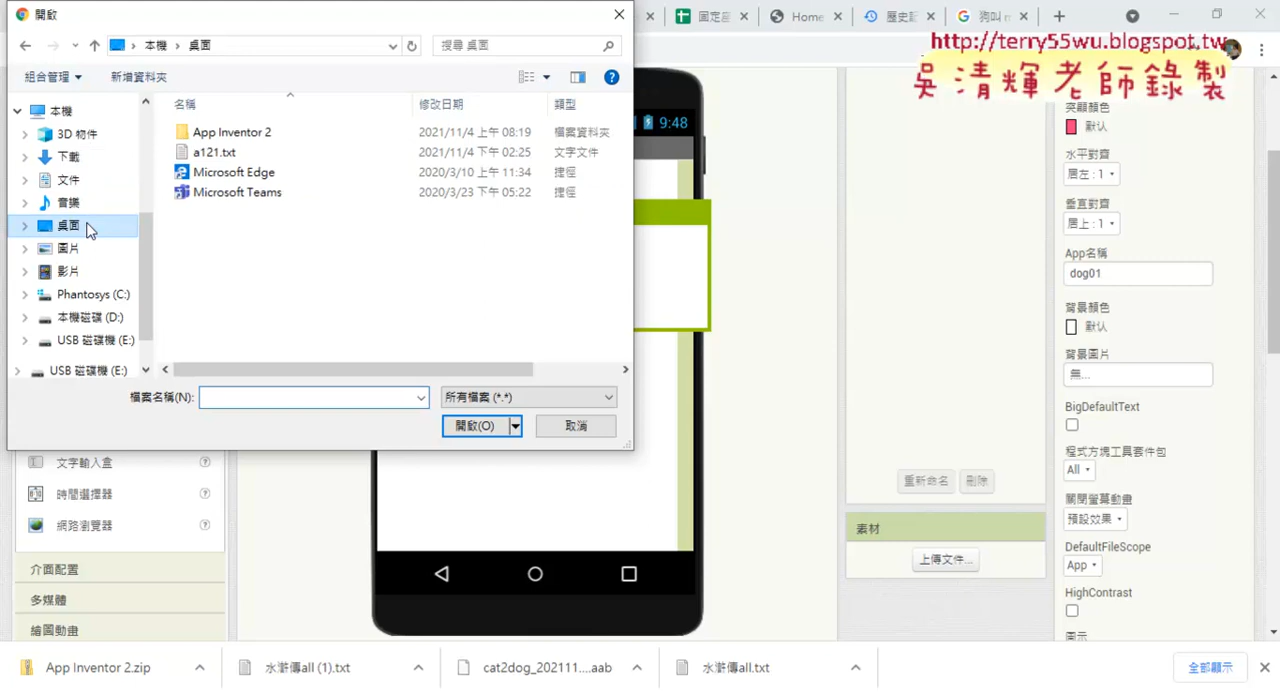 開啟
固定區
Home
歷史記
狗叫 m
http://terry55wu.blogspot.tw
吳清輝老師錄製
本機 › 桌面
搜尋 桌面
組合管理
新增資料夾
本機
3D 物件
下載
文件
音樂
桌面
圖片
影片
Phantosys (C:)
本機磁碟 (D:)
USB 磁碟機 (E:)
USB 磁碟機 (E:)
名稱
修改日期
類型
App Inventor 2
2021/11/4 上午 08:19
檔案資料夾
a121.txt
2021/11/4 下午 02:25
文字文件
Microsoft Edge
2020/3/10 上午 11:34
捷徑
Microsoft Teams
2020/3/23 下午 05:22
捷徑
檔案名稱(N):
所有檔案 (*.*)
開啟(O)
取消
9:48
文字輸入盒
時間選擇器
網路瀏覽器
介面配置
多媒體
繪圖動畫
重新命名
刪除
素材
上傳文件...
突顯顏色
默认
水平對齊
居左 : 1
垂直對齊
居上 : 1
App名稱
dog01
背景顏色
默认
背景圖片
無...
BigDefaultText
程式方塊工具套件包
All
關閉螢幕動畫
預設效果
DefaultFileScope
App
HighContrast
圖示
App Inventor 2.zip
水滸傳all (1).txt
cat2dog_202111....aab
水滸傳all.txt
全部顯示